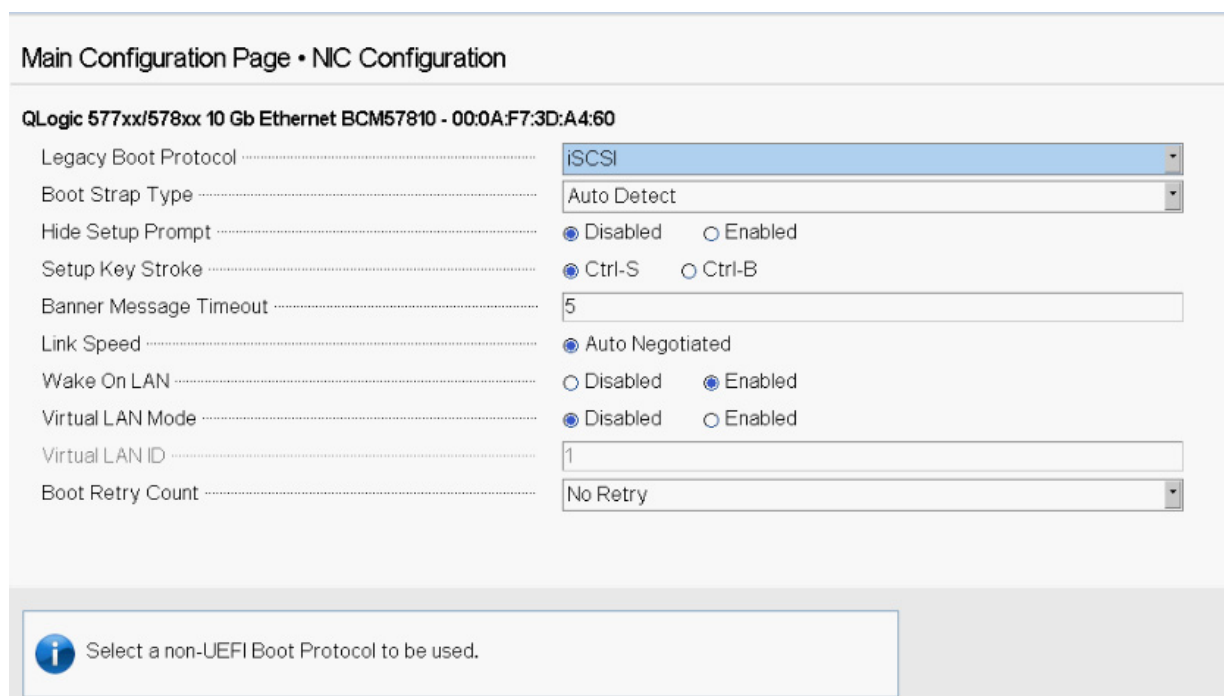 Main Configuration Page • NIC Configuration
QLogic 577xx/578xx 10 Gb Ethernet BCM57810 - 00:0A:F7:3D:A4:60
Legacy Boot Protocol iSCSI
Boot Strap Type Auto Detect
Hide Setup Prompt Disabled Enabled
Setup Key Stroke Ctrl-S Ctrl-B
Banner Message Timeout 5
Link Speed Auto Negotiated
Wake On LAN Disabled Enabled
Virtual LAN Mode Disabled Enabled
Virtual LAN ID 1
Boot Retry Count No Retry
Select a non-UEFI Boot Protocol to be used.